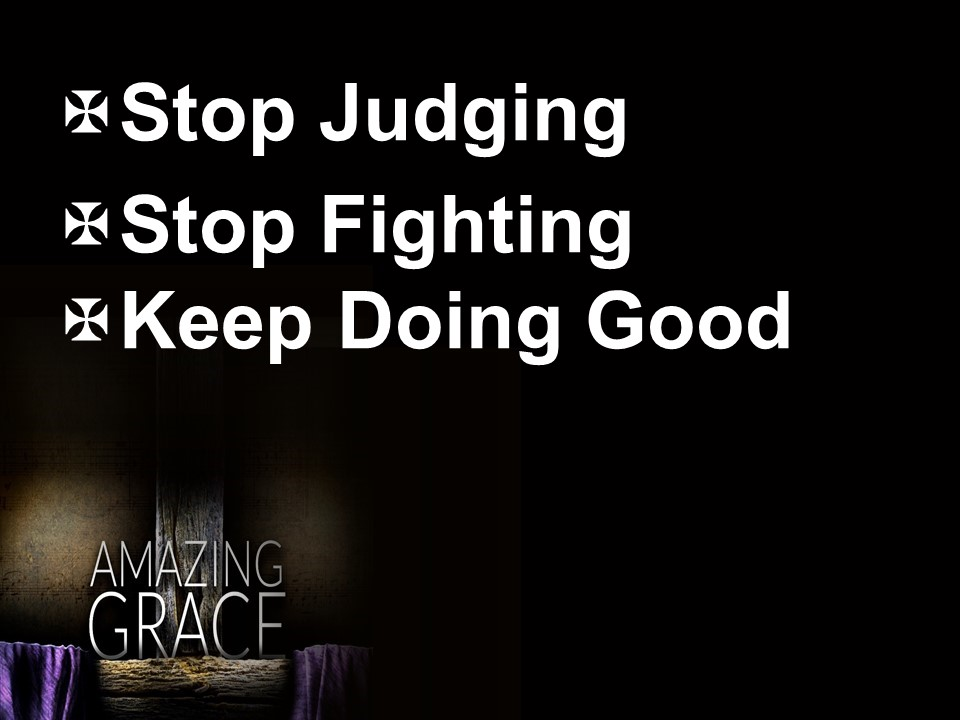 ✠Stop Judging
✠Stop Fighting
✠Keep Doing Good
AMAZING
GRACE